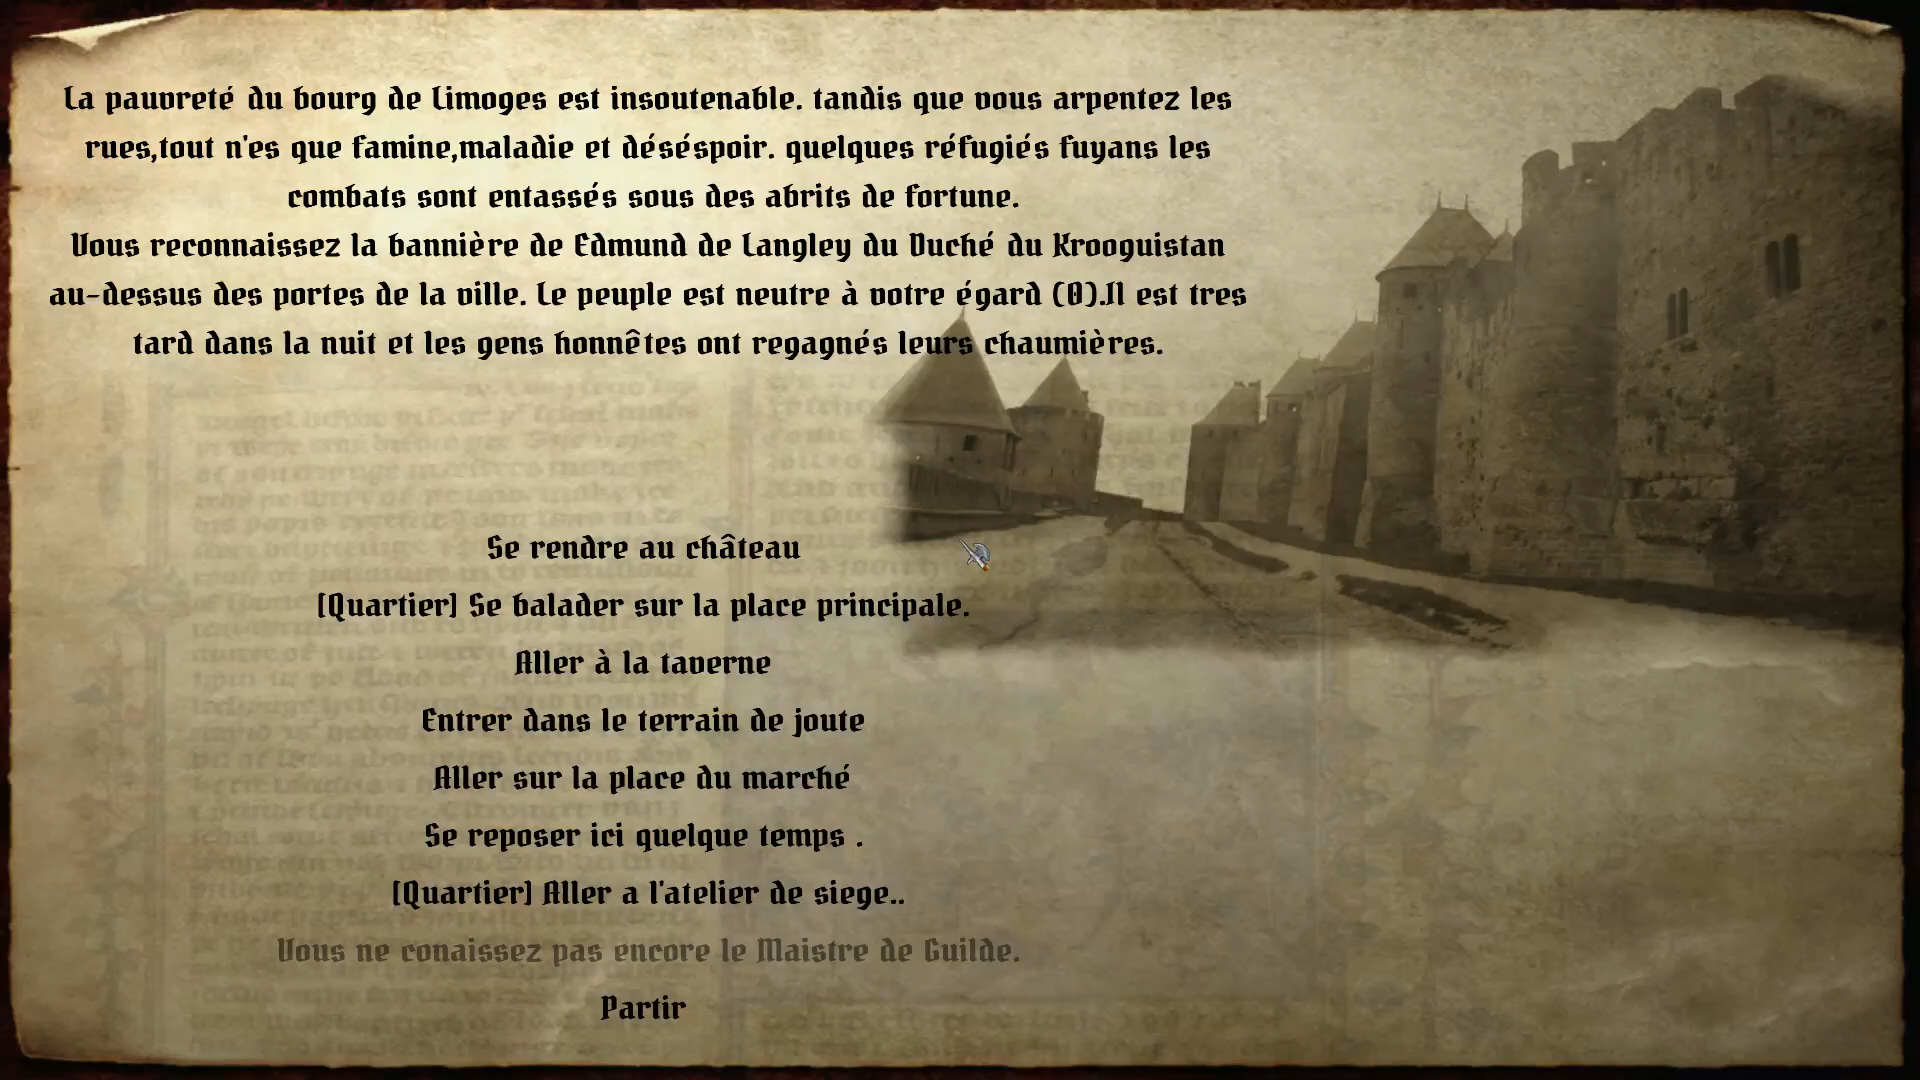 La pauvreté du bourg de Limoges est insoutenable. tandis que vous arpentez les
rues,tout n'es que famine,maladie et déséspoir. quelques réfugiés fuyans les
combats sont entassés sous des abrits de fortune.
Vous reconnaissez la bannière de Edmund de Langley du Duché du Krooguistan
au-dessus des portes de la ville. Le peuple est neutre à votre égard (0).Il est tres
tard dans la nuit et les gens honnêtes ont regagnés leurs chaumières.
Se rendre au château
[Quartier] Se balader sur la place principale.
Aller à la taverne
Entrer dans le terrain de joute
Aller sur la place du marché
Se reposer ici quelque temps .
[Quartier] Aller a l'atelier de siege..
Vous ne conaissez pas encore le Maistre de Guilde.
Partir